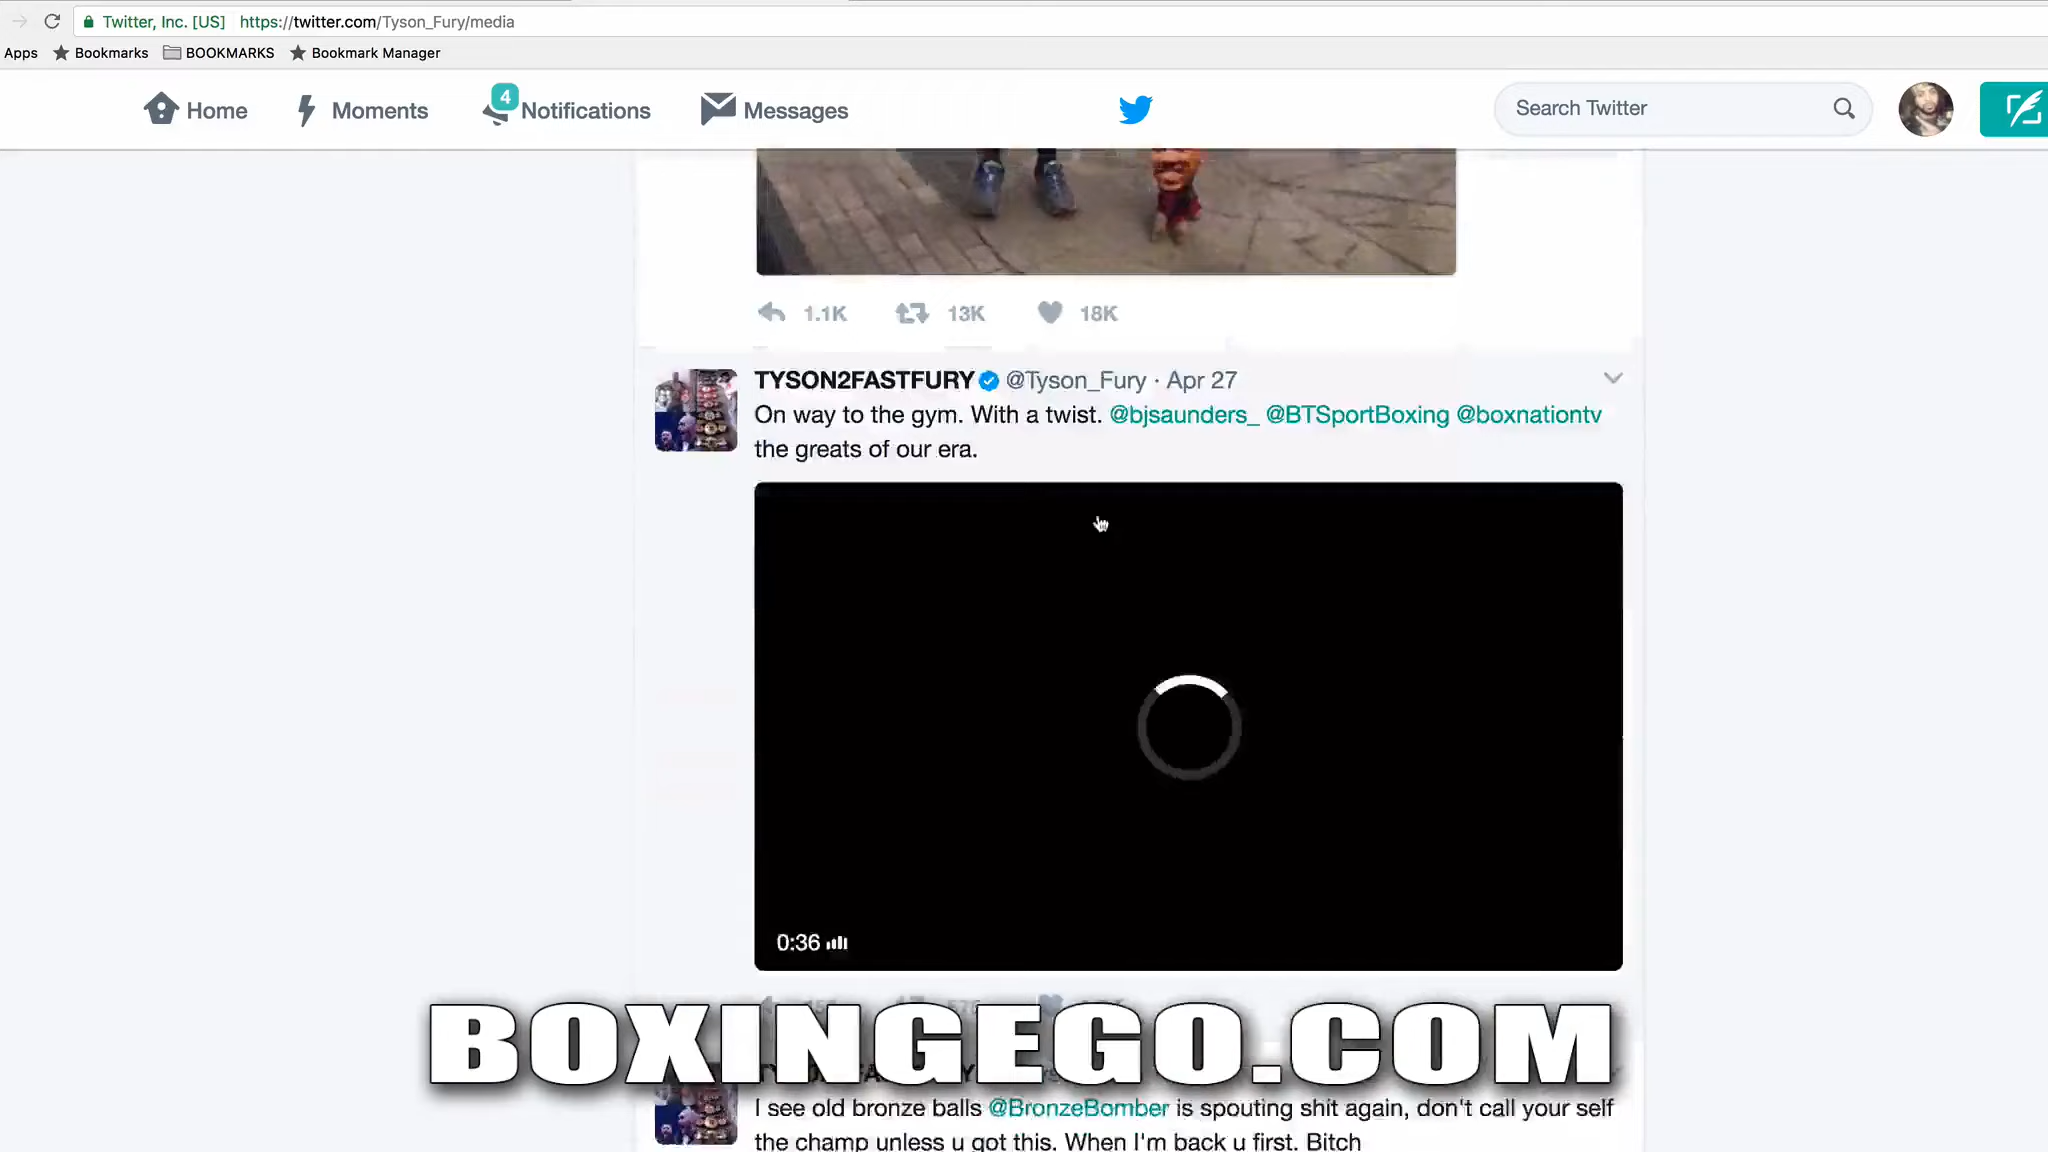 Twitter, Inc. [US] https://twitter.com/Tyson_Fury/media
Apps Bookmarks BOOKMARKS Bookmark Manager
Home Moments 4 Notifications Messages Search Twitter
1.1K 13K 18K
TYSON2FASTFURY @Tyson_Fury · Apr 27
On way to the gym. With a twist. @bjsaunders_ @BTSportBoxing @boxnationtv
the greats of our era.
0:36
BOXINGEGO.COM
I see old bronze balls @BronzeBomber is spouting shit again, don't call your self
the champ unless u got this. When I'm back u first. Bitch